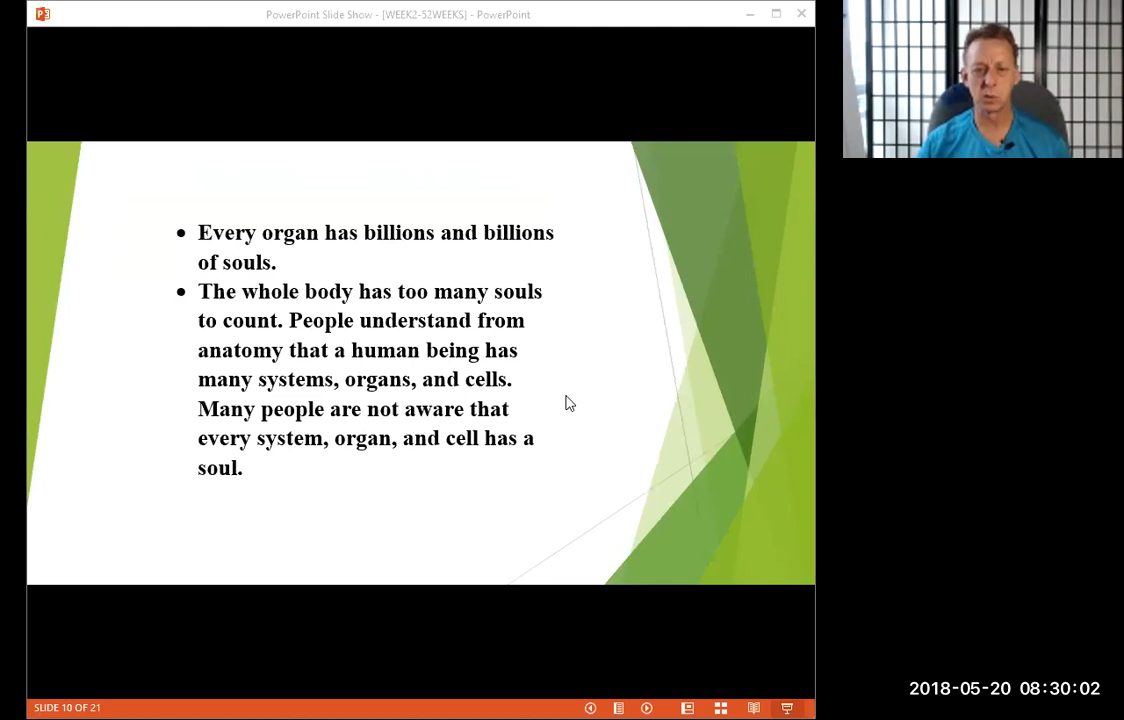 PowerPoint Slide Show - [WEEK2-52WEEKS] - PowerPoint
• Every organ has billions and billions
of souls.
• The whole body has too many souls
to count. People understand from
anatomy that a human being has
many systems, organs, and cells.
Many people are not aware that
every system, organ, and cell has a
soul.
2018-05-20 08:30:02
SLIDE 10 OF 21